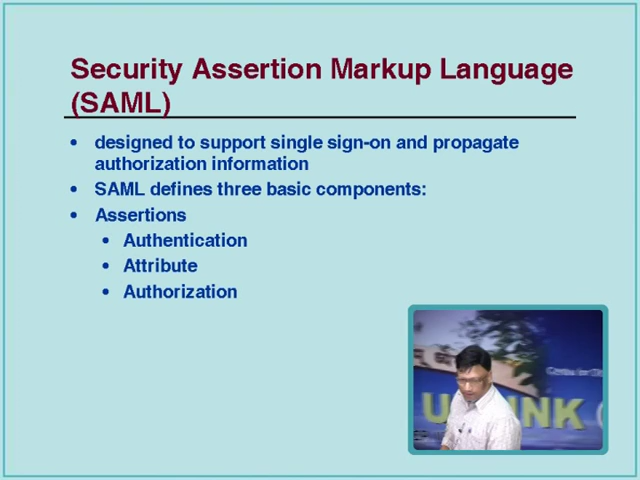 Security Assertion Markup Language
(SAML)
• designed to support single sign-on and propagate
authorization information
• SAML defines three basic components:
• Assertions
• Authentication
• Attribute
• Authorization